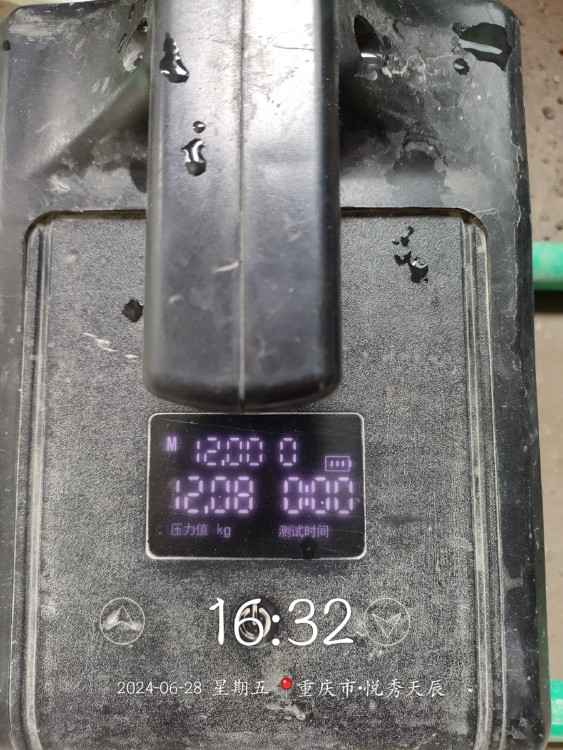 M 12.00 0
12.08 0:00
压力值 kg 测试时间
16:32
2024-06-28 星期五 重庆市·悦秀天辰